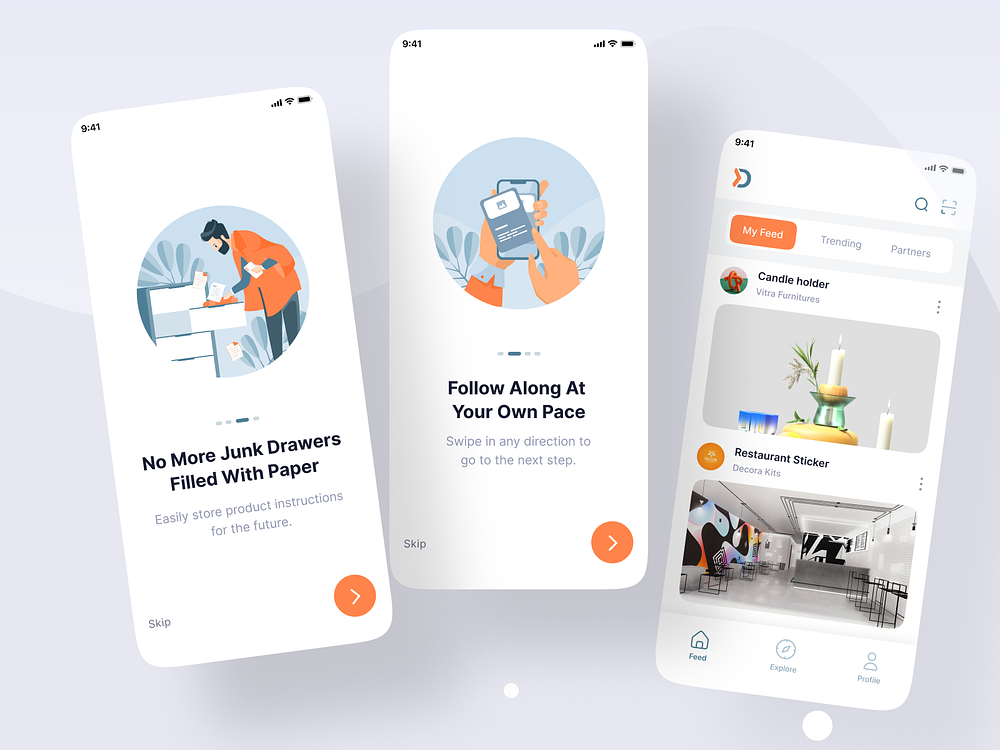 9:41
No More Junk Drawers
Filled With Paper
Easily store product instructions
for the future.
Skip
9:41
Follow Along At
Your Own Pace
Swipe in any direction to
go to the next step.
Skip
9:41
My Feed
Trending
Partners
Candle holder
Vitra Furnitures
Restaurant Sticker
Decora Kits
Feed
Explore
Profile